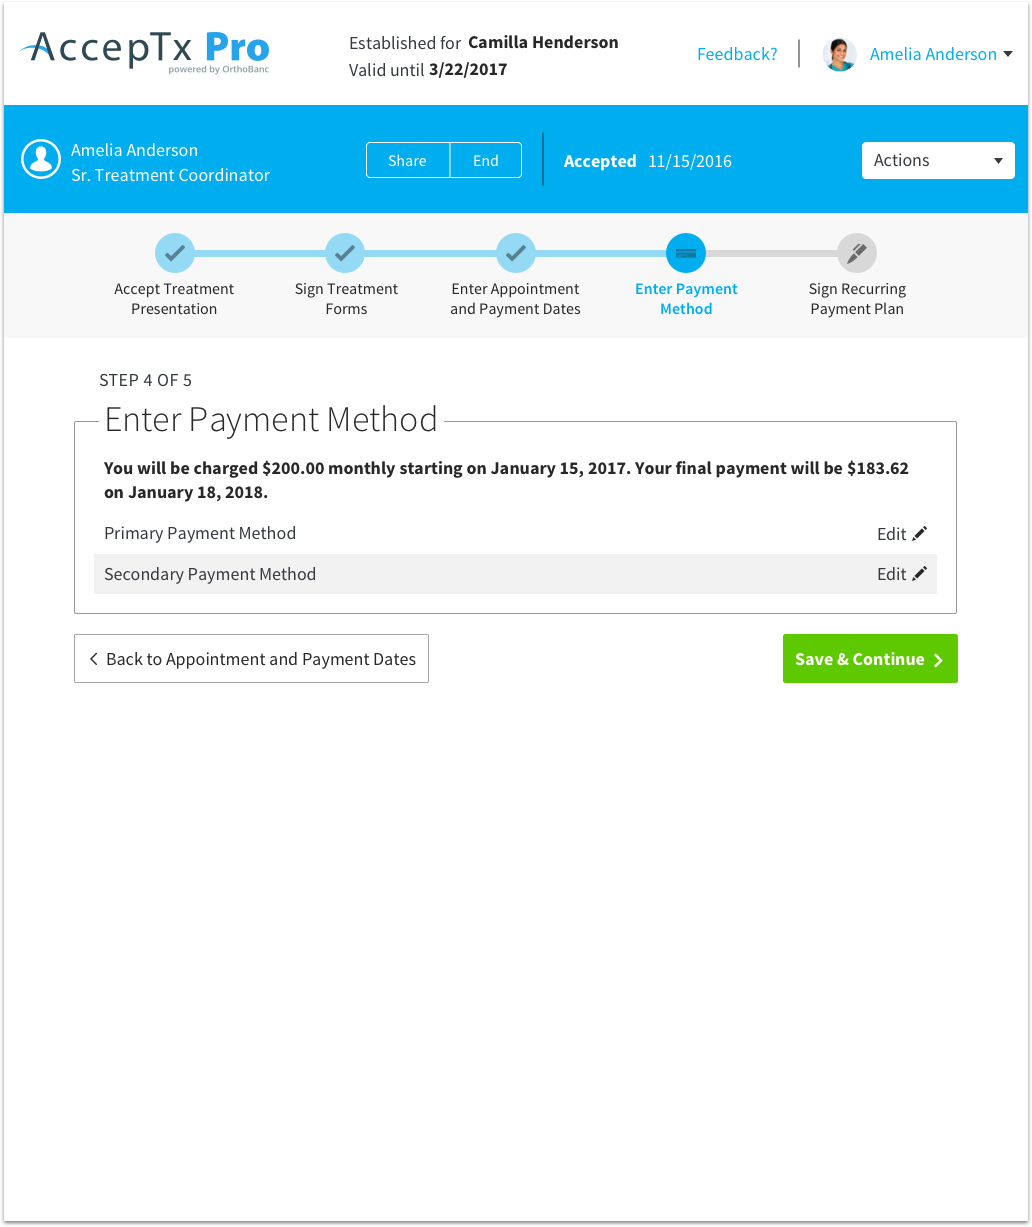 AccepTx Pro
powered by OrthoBanc
Established for Camilla Henderson
Valid until 3/22/2017
Feedback?
Amelia Anderson
Amelia Anderson
Sr. Treatment Coordinator
Share
End
Accepted 11/15/2016
Actions
Accept Treatment
Presentation
Sign Treatment
Forms
Enter Appointment
and Payment Dates
Enter Payment
Method
Sign Recurring
Payment Plan
STEP 4 OF 5
Enter Payment Method
You will be charged $200.00 monthly starting on January 15, 2017. Your final payment will be $183.62
on January 18, 2018.
Primary Payment Method
Edit
Secondary Payment Method
Edit
Back to Appointment and Payment Dates
Save & Continue